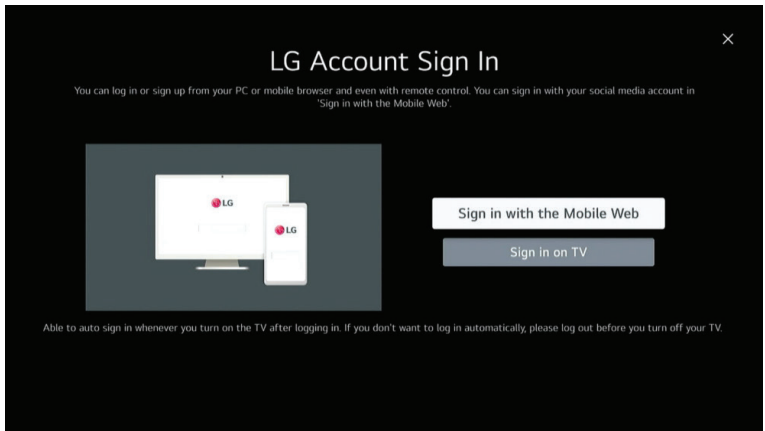 LG Account Sign In
You can log in or sign up from your PC or mobile browser and even with remote control. You can sign in with your social media account in
'Sign in with the Mobile Web'.
LG
LG
Sign in with the Mobile Web
Sign in on TV
Able to auto sign in whenever you turn on the TV after logging in. If you don't want to log in automatically, please log out before you turn off your TV.